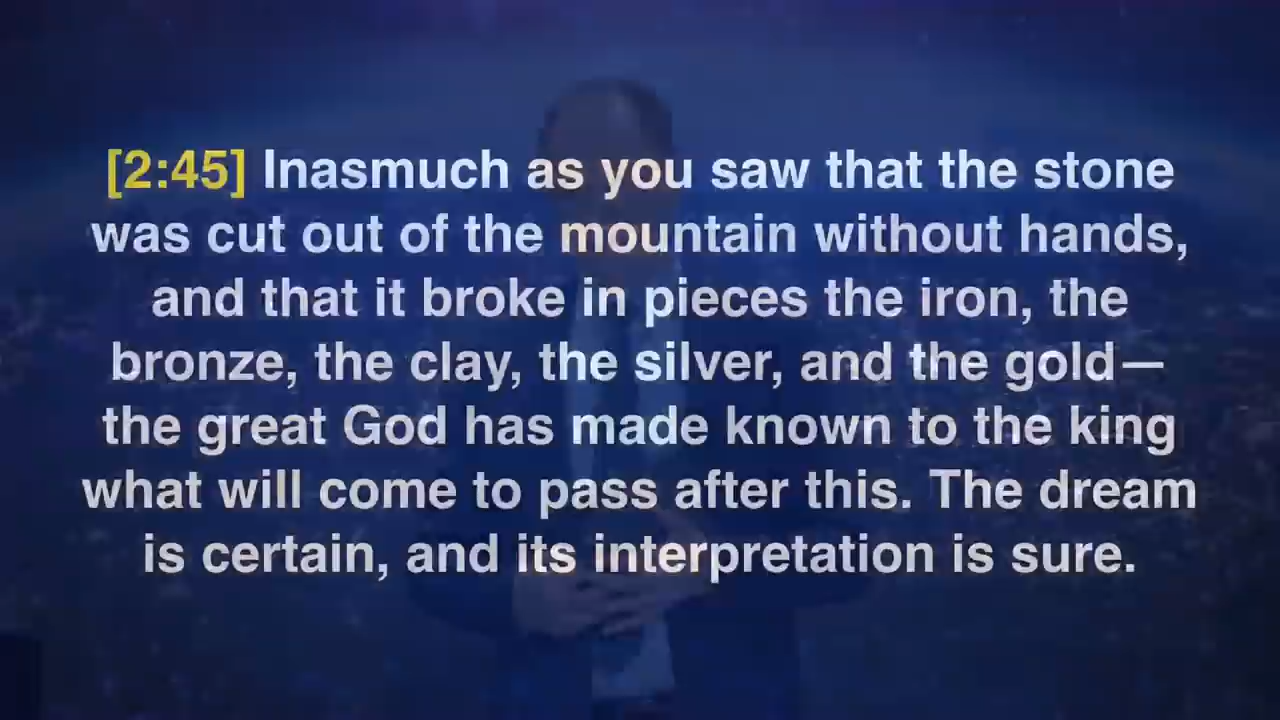 [2:45] Inasmuch as you saw that the stone
was cut out of the mountain without hands,
and that it broke in pieces the iron, the
bronze, the clay, the silver, and the gold—
the great God has made known to the king
what will come to pass after this. The dream
is certain, and its interpretation is sure.